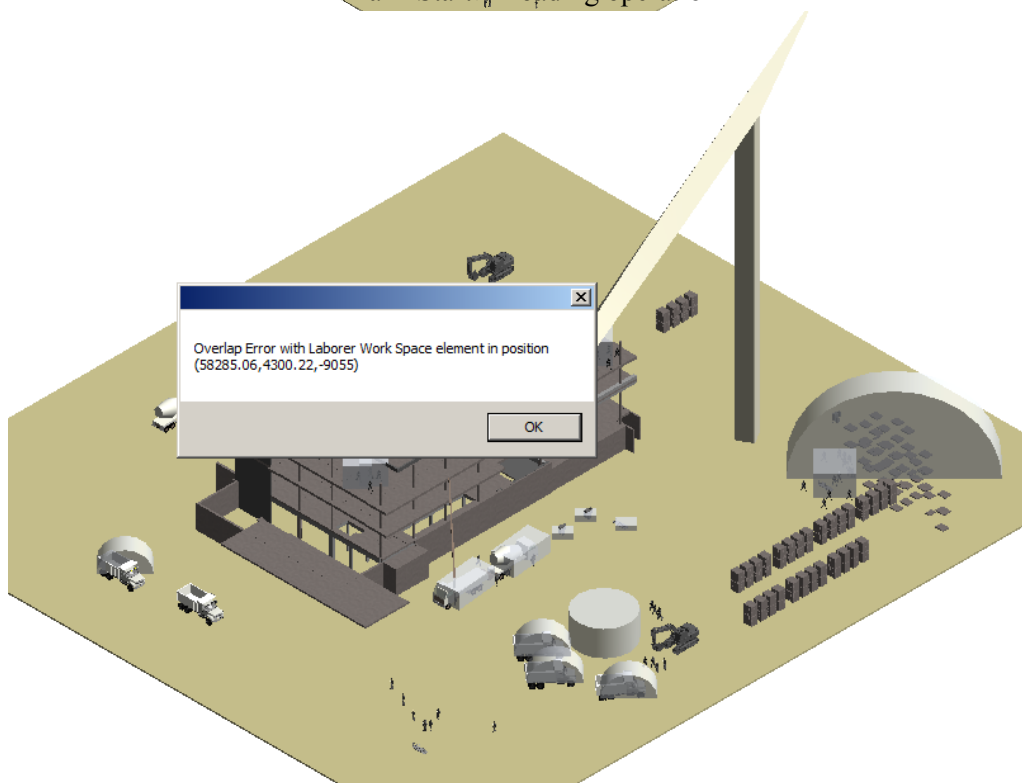 Overlap Error with Laborer Work Space element in position
(58285.06,4300.22,-9055)
OK